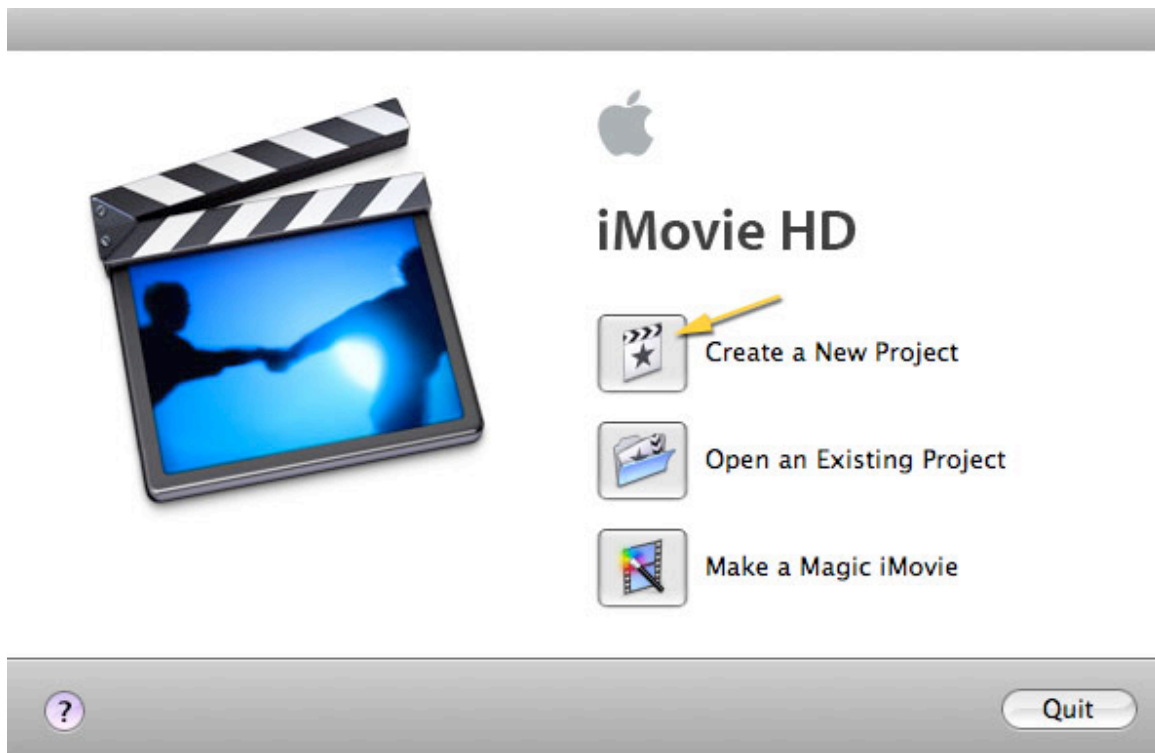 iMovie HD
Create a New Project
Open an Existing Project
Make a Magic iMovie
?
Quit